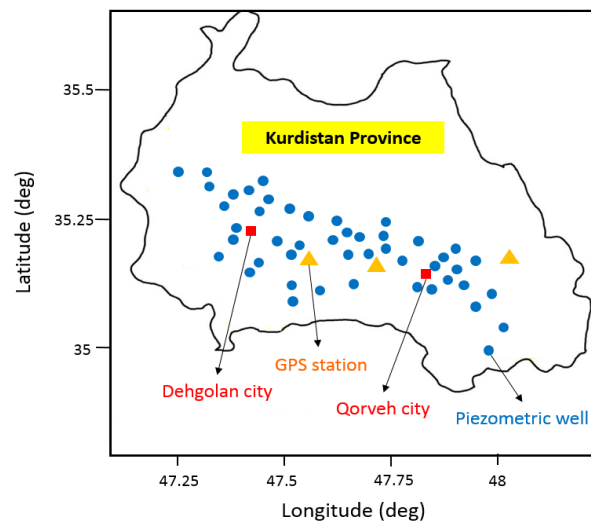 35.5
Kurdistan Province
35.25
Latitude (deg)
35
GPS station
Dehgolan city
Qorveh city
Piezometric well
47.25
47.5
47.75
48
Longitude (deg)